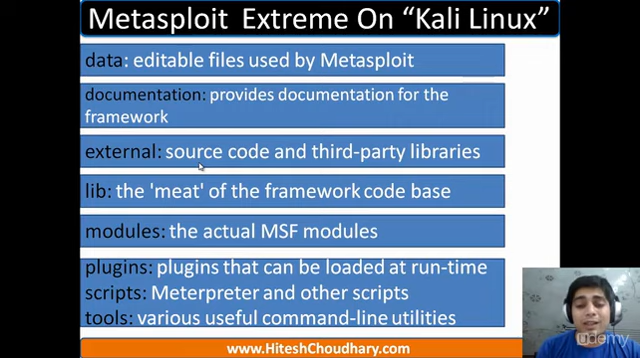 Metasploit Extreme On "Kali Linux"
data: editable files used by Metasploit
documentation: provides documentation for the
framework
external: source code and third-party libraries
lib: the 'meat' of the framework code base
modules: the actual MSF modules
plugins: plugins that can be loaded at run-time
scripts: Meterpreter and other scripts
tools: various useful command-line utilities
www.HiteshChoudhary.com
udemy